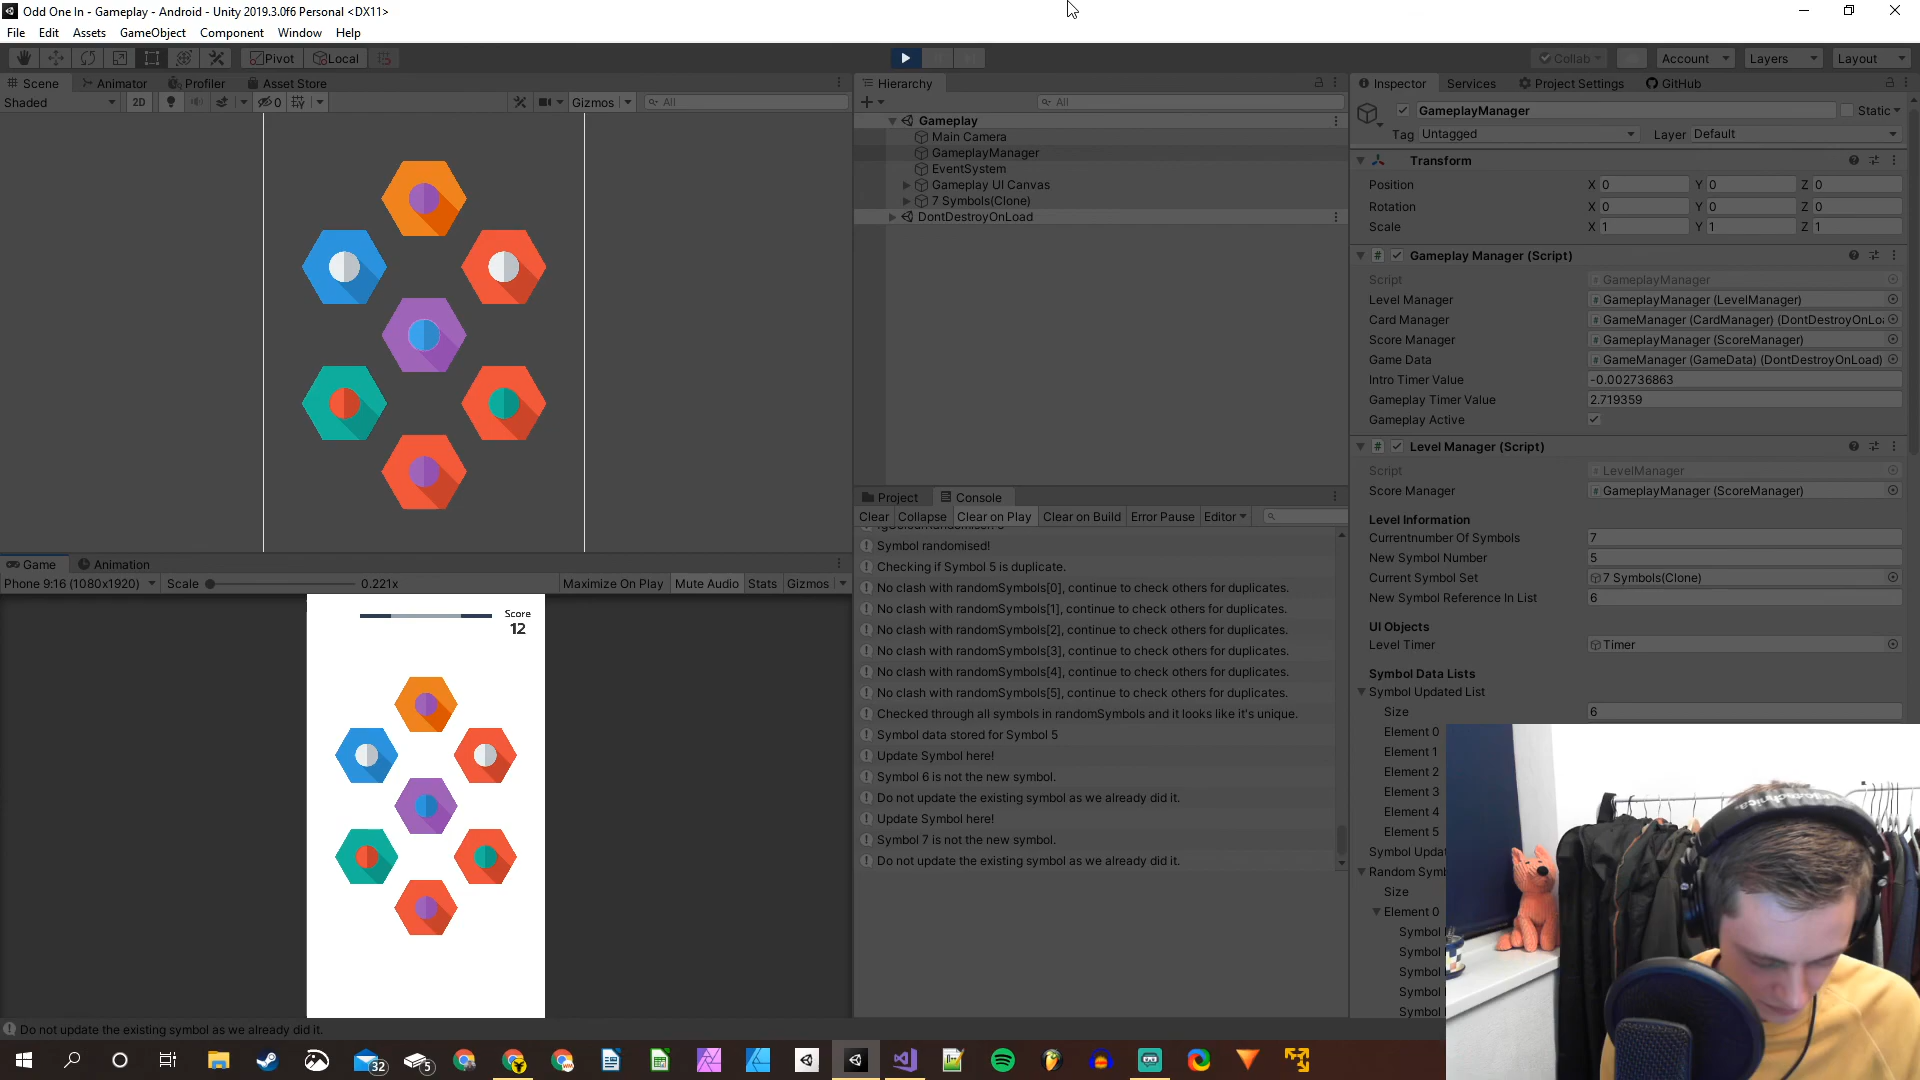 Odd One In - Gameplay - Android - Unity 2019.3.0f6 Personal <DX11>
File Edit Assets GameObject Component Window Help
Pivot Local Collab Account Layers Layout
Scene Animator Profiler Asset Store
Shaded 2D 0 Gizmos All
Hierarchy
All
Gameplay
Main Camera
GameplayManager
EventSystem
Gameplay UI Canvas
7 Symbols(Clone)
DontDestroyOnLoad
Inspector Services Project Settings GitHub
GameplayManager Static
Tag Untagged Layer Default
Transform
Position X 0 Y 0 Z 0
Rotation X 0 Y 0 Z 0
Scale X 1 Y 1 Z 1
Gameplay Manager (Script)
Script GameplayManager
Level Manager GameplayManager (LevelManager)
Card Manager GameManager (CardManager) (DontDestroyOnLo
Score Manager GameplayManager (ScoreManager)
Game Data GameManager (GameData) (DontDestroyOnLoad)
Intro Timer Value -0.002736863
Gameplay Timer Value 2.719359
Gameplay Active
Level Manager (Script)
Script LevelManager
Score Manager GameplayManager (ScoreManager)
Level Information
Currentnumber Of Symbols 7
New Symbol Number 5
Current Symbol Set 7 Symbols(Clone)
New Symbol Reference In List 6
UI Objects
Level Timer Timer
Symbol Data Lists
Symbol Updated List
Size 6
Element 0
Element 1
Element 2
Element 3
Element 4
Element 5
Symbol Updat
Random Symb
Size
Element 0
Symbol
Symbol
Symbol
Symbol
Symbol
Project Console
Clear Collapse Clear on Play Clear on Build Error Pause Editor
Symbol randomised!
Checking if Symbol 5 is duplicate.
No clash with randomSymbols[0], continue to check others for duplicates.
No clash with randomSymbols[1], continue to check others for duplicates.
No clash with randomSymbols[2], continue to check others for duplicates.
No clash with randomSymbols[3], continue to check others for duplicates.
No clash with randomSymbols[4], continue to check others for duplicates.
No clash with randomSymbols[5], continue to check others for duplicates.
Checked through all symbols in randomSymbols and it looks like it's unique.
Symbol data stored for Symbol 5
Update Symbol here!
Symbol 6 is not the new symbol.
Do not update the existing symbol as we already did it.
Update Symbol here!
Symbol 7 is not the new symbol.
Do not update the existing symbol as we already did it.
Game Animation
Phone 9:16 (1080x1920) Scale 0.221x Maximize On Play Mute Audio Stats Gizmos
Score
12
Do not update the existing symbol as we already did it.
32 5
audio-technica